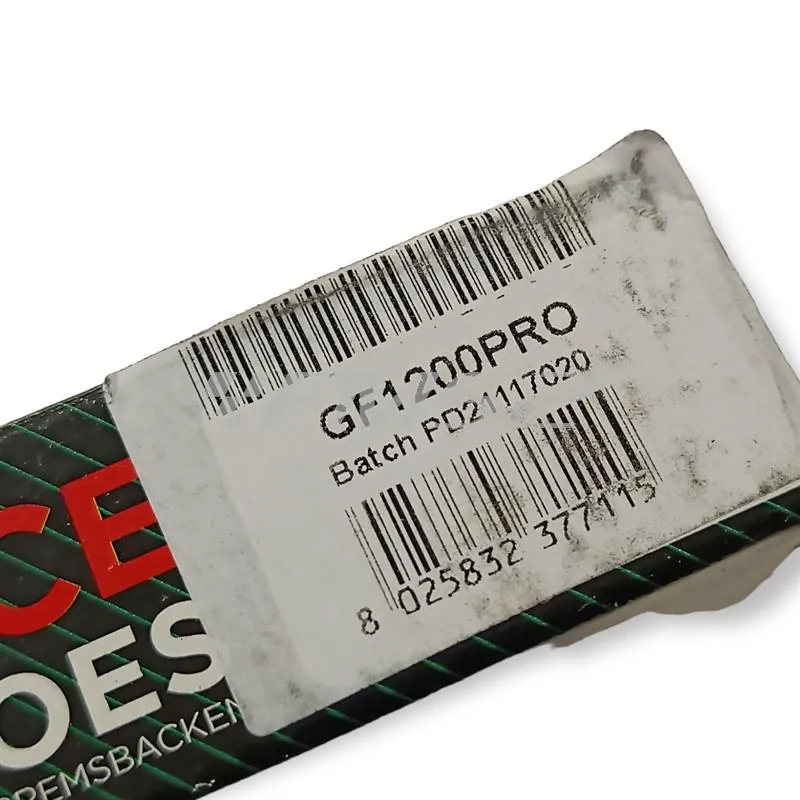 GF1200PRO
Batch PD21117020
8 025832 377115
CE
OES
REMSBACKEN